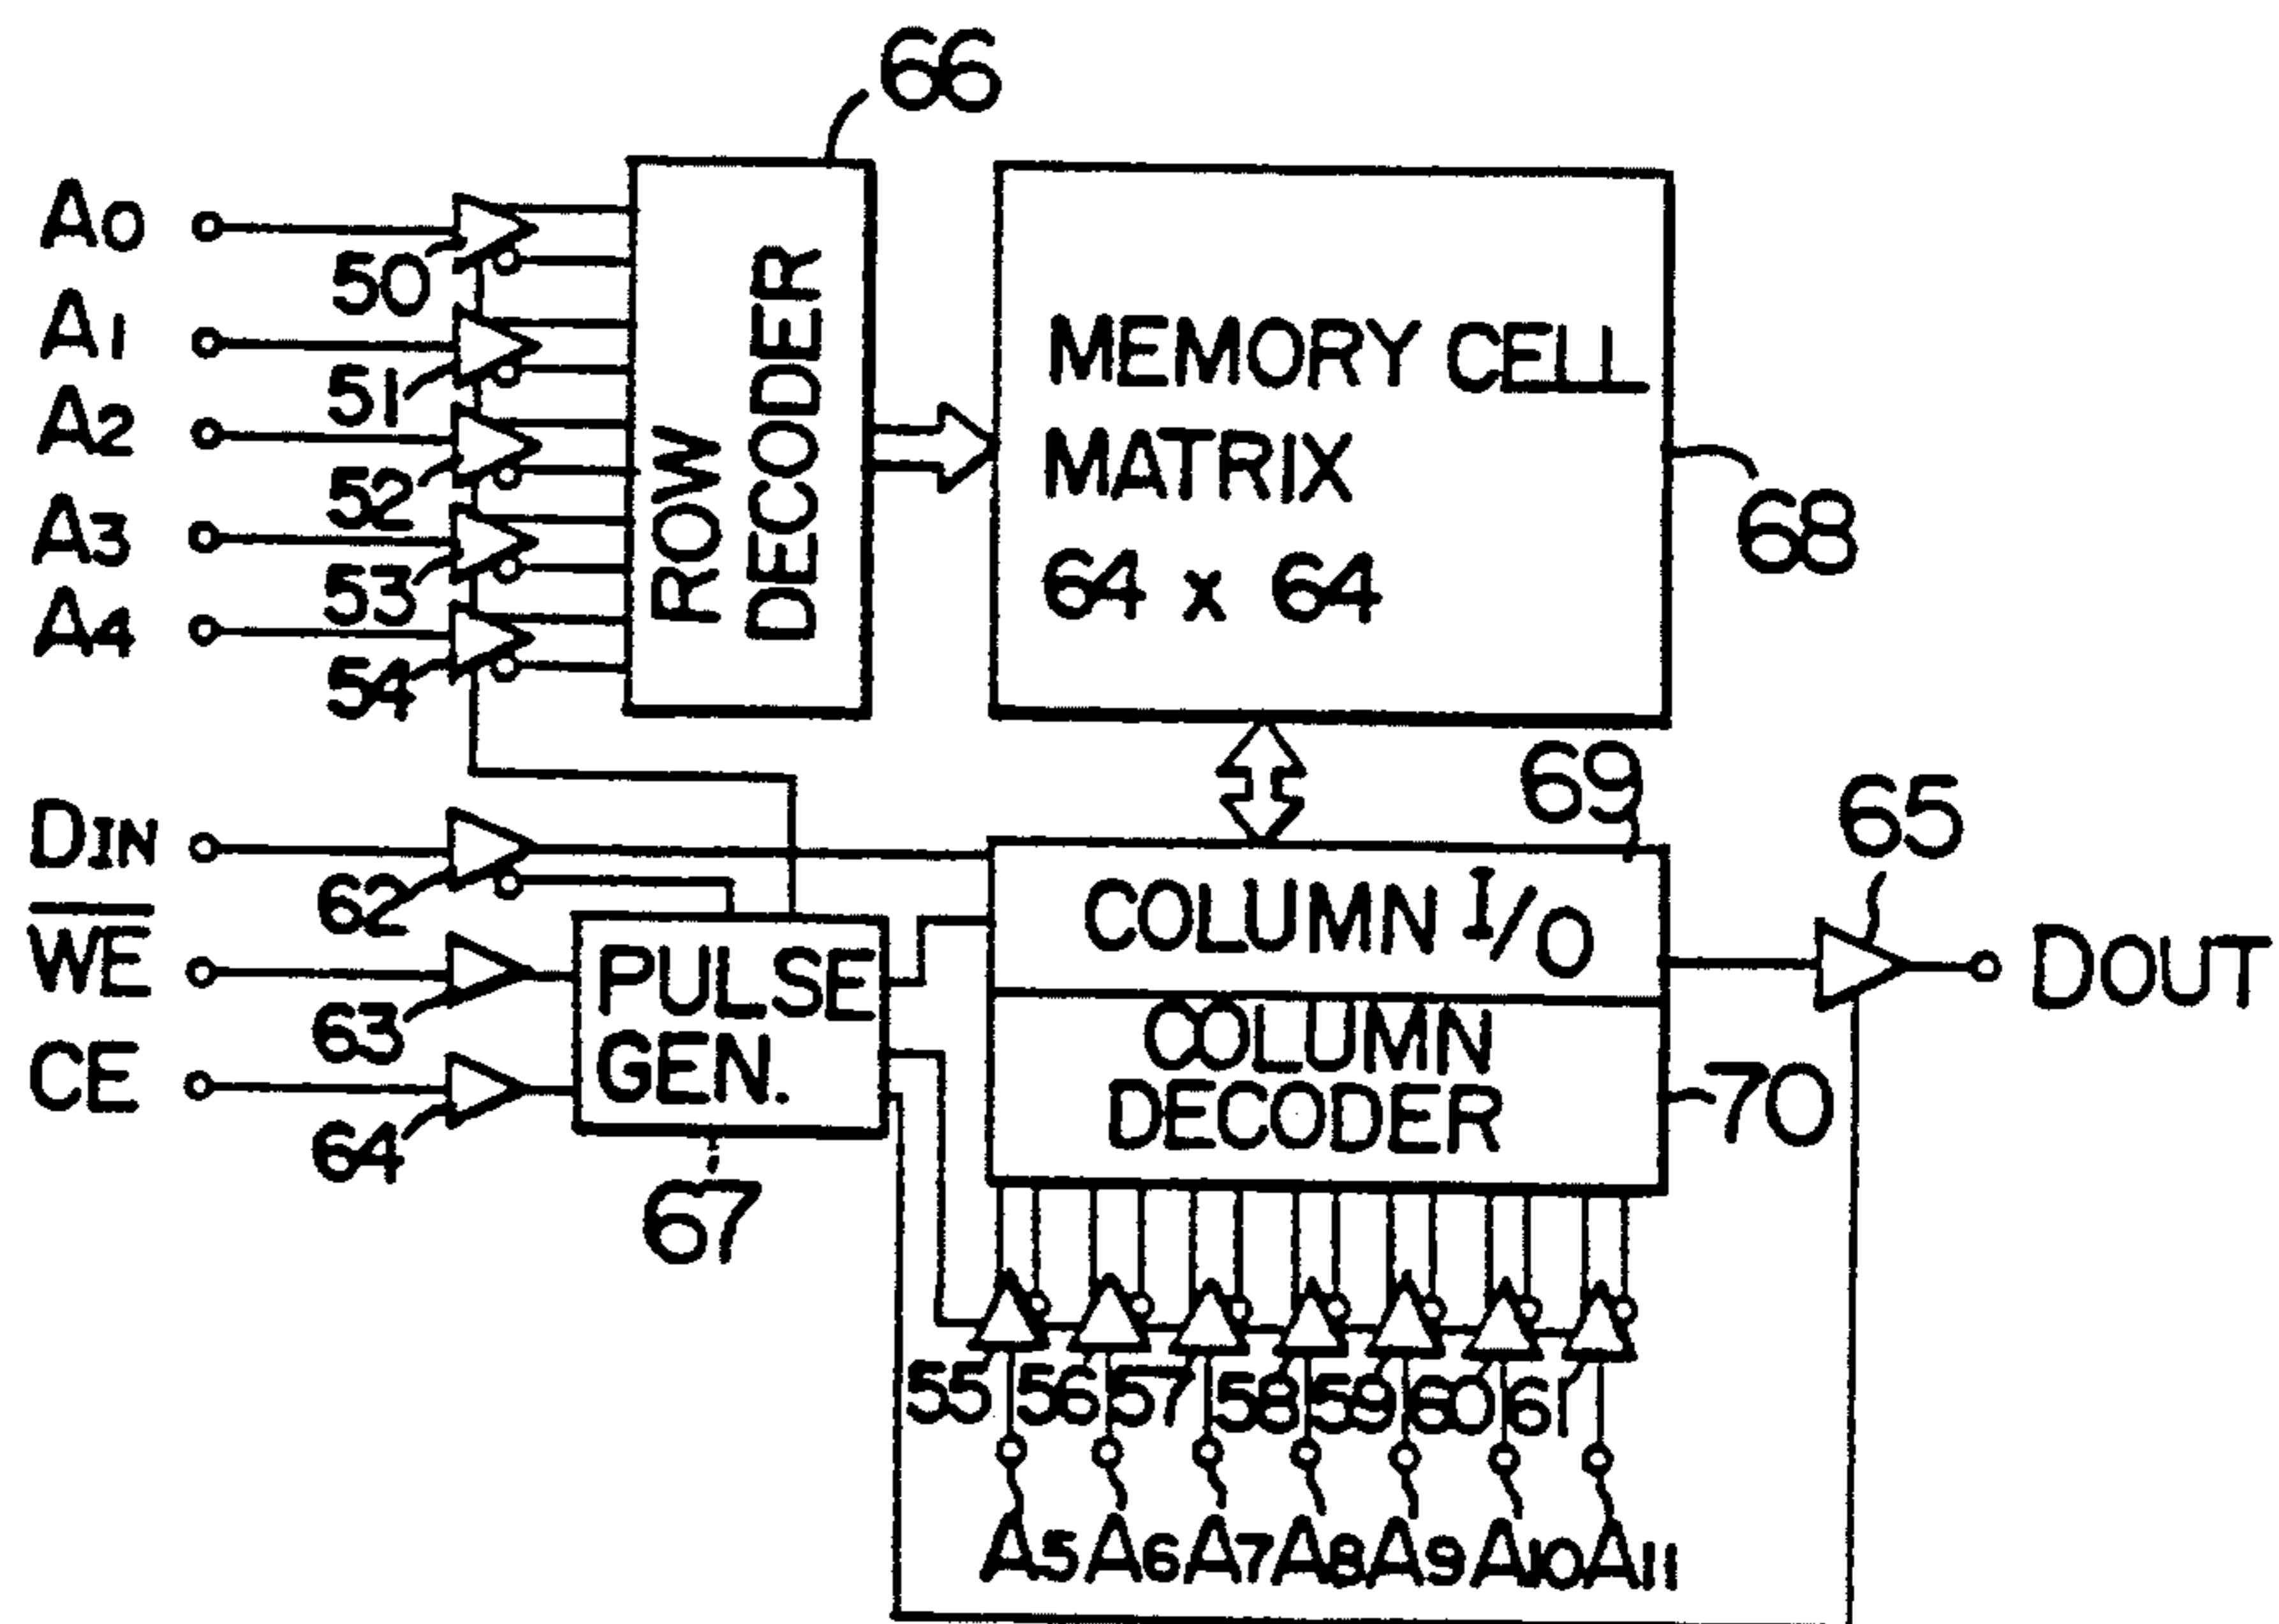 66
A0
50
A1
51
A2
52
A3
53
A4
54
ROW
DECODER
MEMORY CELL
MATRIX
64 x 64
68
DIN
62
WE
63
CE
64
PULSE
GEN.
67
69
COLUMN I/O
COLUMN
DECODER
70
65
DOUT
55 56 57 58 59 60 61
A5 A6 A7 A8 A9 A10 A11